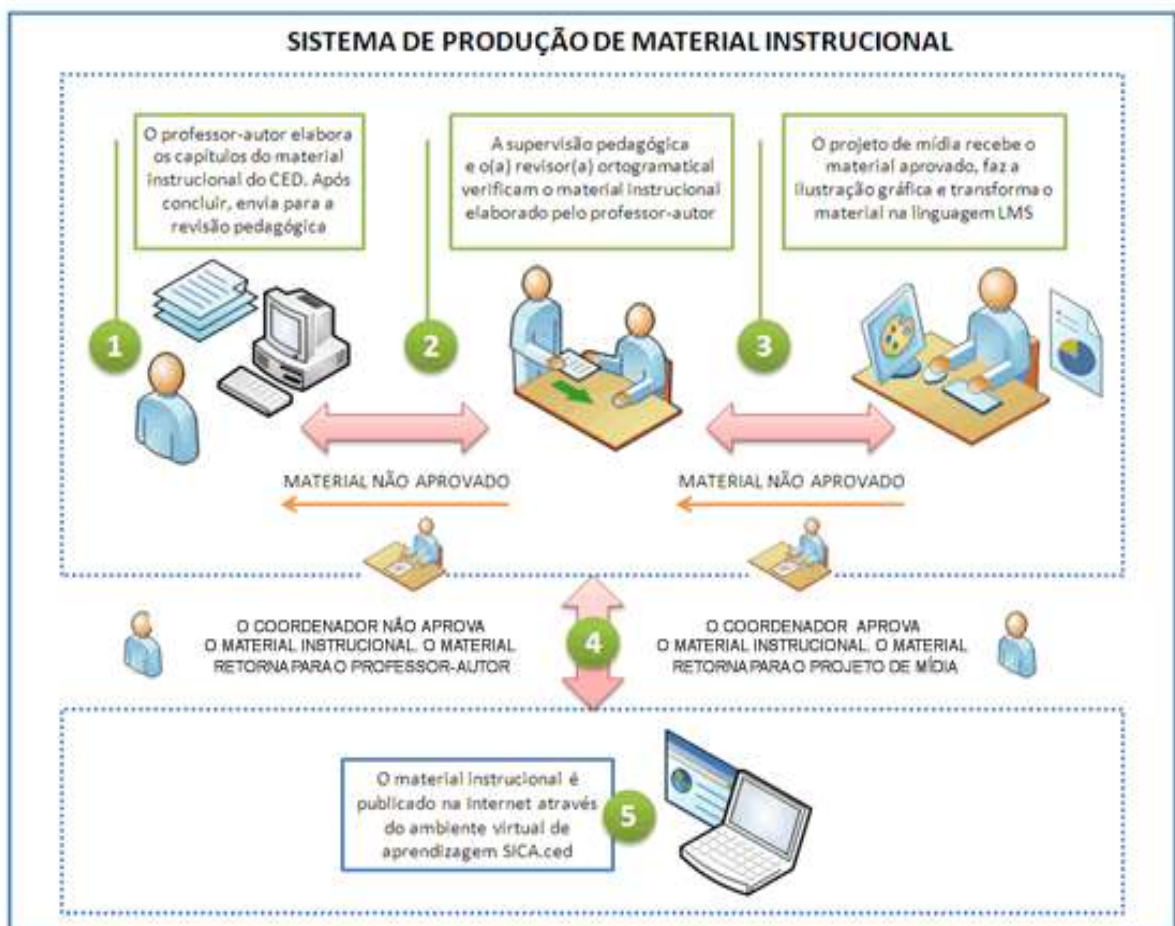 SISTEMA DE PRODUÇÃO DE MATERIAL INSTRUCIONAL
O professor-autor elabora
os capítulos do material
instrucional do CED. Após
concluir, envia para a
revisão pedagógica
A supervisão pedagógica
e o(a) revisor(a) ortogramatical
verificam o material instrucional
elaborado pelo professor-autor
O projeto de mídia recebe o
material aprovado, faz a
ilustração gráfica e transforma o
material na linguagem LMS
1
2
3
MATERIAL NÃO APROVADO
MATERIAL NÃO APROVADO
O COORDENADOR NÃO APROVA
O MATERIAL INSTRUCIONAL. O MATERIAL
RETORNA PARA O PROFESSOR-AUTOR
4
O COORDENADOR APROVA
O MATERIAL INSTRUCIONAL. O MATERIAL
RETORNA PARA O PROJETO DE MÍDIA
O material instrucional é
publicado na Internet através
do ambiente virtual de
aprendizagem SICA.ced
5